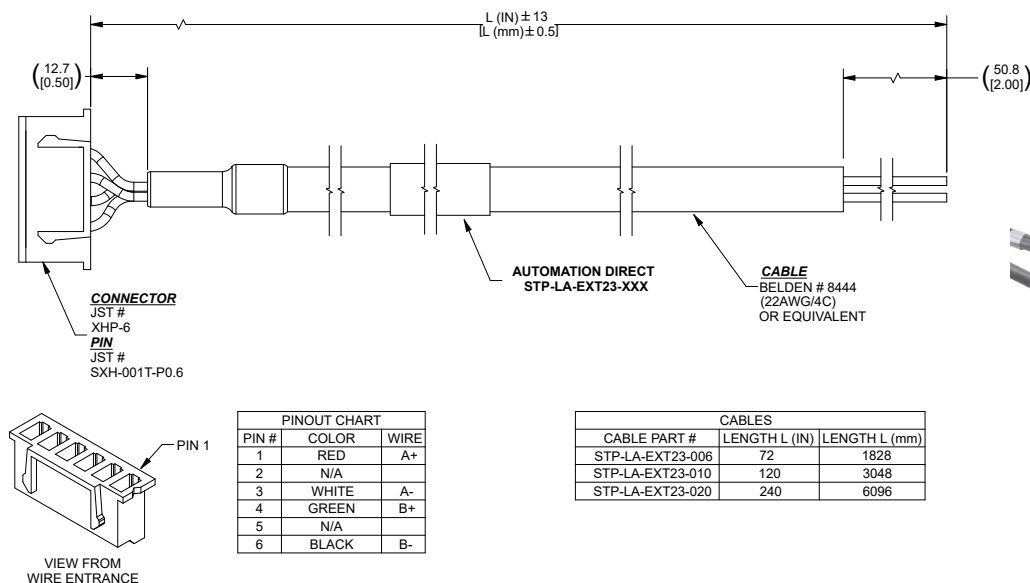 L (IN) ± 13
[L (mm) ± 0.5]
(12.7
[0.50])
(50.8
[2.00])
CONNECTOR
JST #
XHP-6
PIN
JST #
SXH-001T-P0.6
AUTOMATION DIRECT
STP-LA-EXT23-XXX
CABLE
BELDEN # 8444
(22AWG/4C)
OR EQUIVALENT
PIN 1
VIEW FROM
WIRE ENTRANCE
PINOUT CHART
PIN # COLOR WIRE
1 RED A+
2 N/A
3 WHITE A-
4 GREEN B+
5 N/A
6 BLACK B-
CABLES
CABLE PART # LENGTH L (IN) LENGTH L (mm)
STP-LA-EXT23-006 72 1828
STP-LA-EXT23-010 120 3048
STP-LA-EXT23-020 240 6096